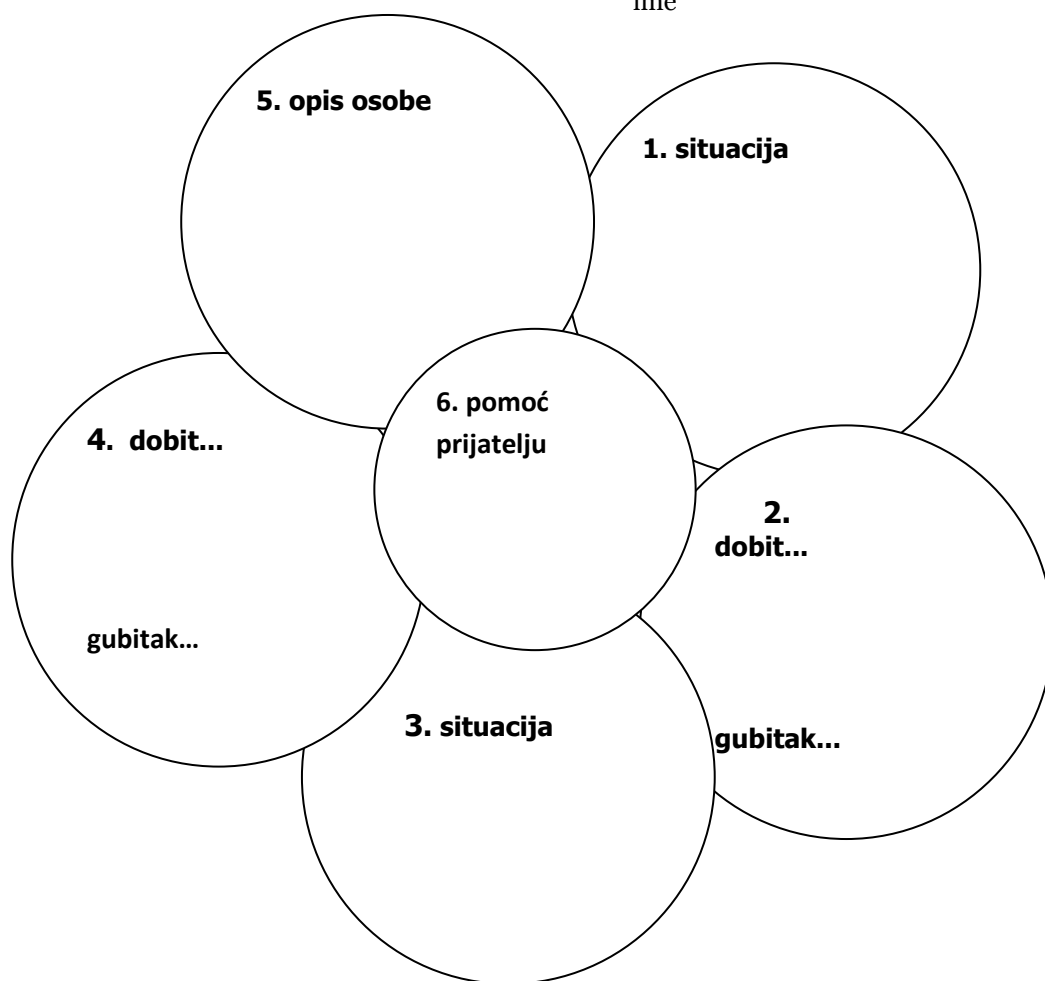 ime
5. opis osobe
1. situacija
6. pomoć
prijatelju
4. dobit...
2.
dobit...
gubitak...
3. situacija
gubitak...